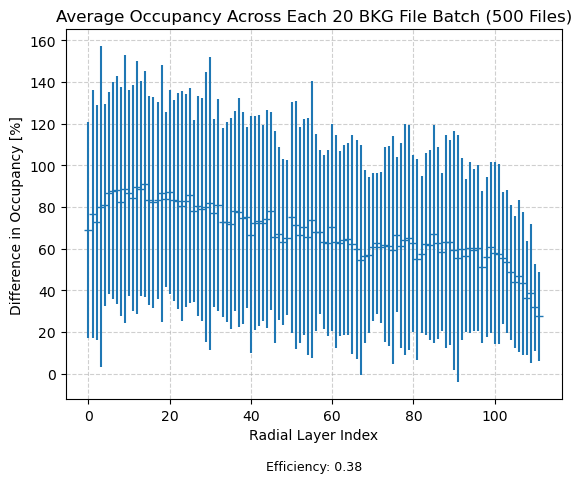 Average Occupancy Across Each 20 BKG File Batch (500 Files)
Difference in Occupancy [%]
160
140
120
100
80
60
40
20
0
0 20 40 60 80 100
Radial Layer Index
Efficiency: 0.38